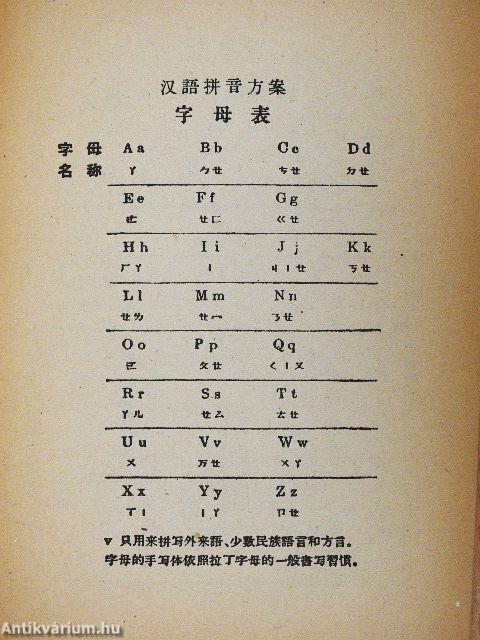 汉語拼音方案
字母表
字母 Aa Bb Cc Dd
名称 ㄚ ㄅㄝ ㄘㄝ ㄉㄝ
Ee Ff Gg
ㄜ ㄝㄈ ㄍㄝ
Hh Ii Jj Kk
ㄏㄚ ㄧ ㄐㄧㄝ ㄎㄝ
Ll Mm Nn
ㄝㄌ ㄝㄇ ㄋㄝ
Oo Pp Qq
ㄛ ㄆㄝ ㄑㄧㄡ
Rr Ss Tt
ㄚㄦ ㄝㄙ ㄊㄝ
Uu Vv Ww
ㄨ ㄪㄝ ㄨㄚ
Xx Yy Zz
ㄒㄧ ㄧㄚ ㄗㄝ
v 只用来拼写外来語、少数民族語言和方言。
字母的手写体依照拉丁字母的一般書写習慣。
Antikvárium.hu